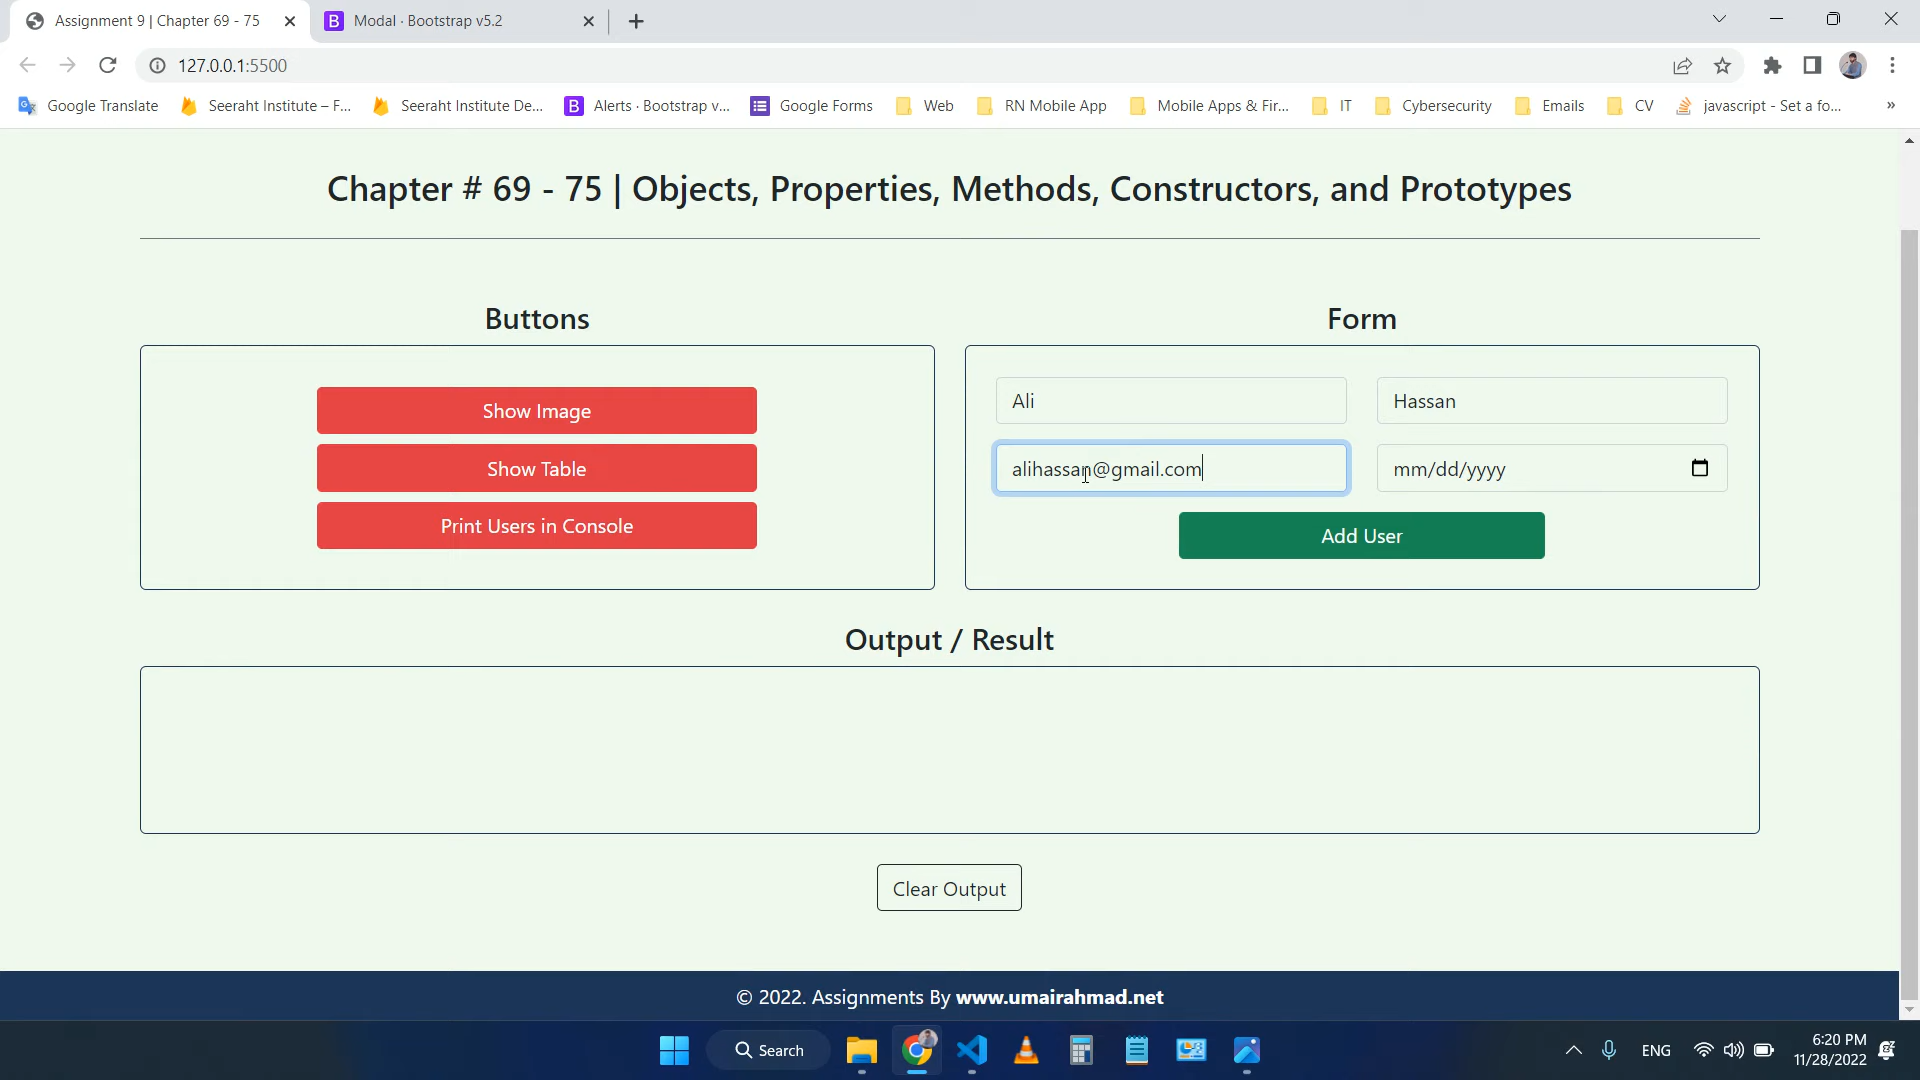 Assignment 9 | Chapter 69 - 75
B Modal · Bootstrap v5.2
127.0.0.1:5500
Google Translate
Seeraht Institute – F...
Seeraht Institute De...
B Alerts · Bootstrap v...
Google Forms
Web
RN Mobile App
Mobile Apps & Fir...
IT
Cybersecurity
Emails
CV
javascript - Set a fo...
»
Chapter # 69 - 75 | Objects, Properties, Methods, Constructors, and Prototypes
Buttons
Show Image
Show Table
Print Users in Console
Form
Ali
Hassan
alihassan@gmail.com
mm/dd/yyyy
Add User
Output / Result
Clear Output
© 2022. Assignments By www.umairahmad.net
Search
ENG
6:20 PM
11/28/2022